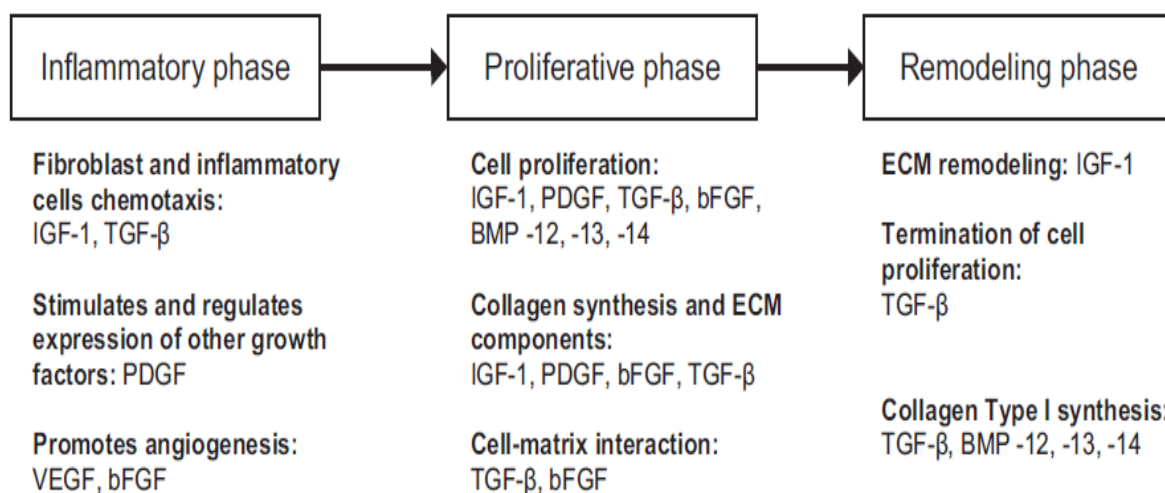 Inflammatory phase
Proliferative phase
Remodeling phase
Fibroblast and inflammatory
cells chemotaxis:
IGF-1, TGF-β
Stimulates and regulates
expression of other growth
factors: PDGF
Promotes angiogenesis:
VEGF, bFGF
Cell proliferation:
IGF-1, PDGF, TGF-β, bFGF,
BMP -12, -13, -14
Collagen synthesis and ECM
components:
IGF-1, PDGF, bFGF, TGF-β
Cell-matrix interaction:
TGF-β, bFGF
ECM remodeling: IGF-1
Termination of cell
proliferation:
TGF-β
Collagen Type I synthesis:
TGF-β, BMP -12, -13, -14